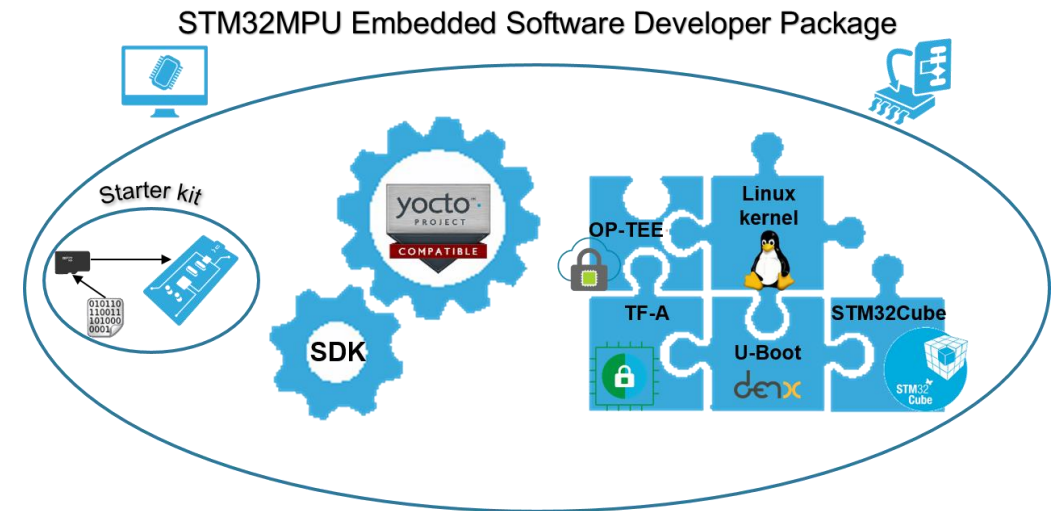 STM32MPU Embedded Software Developer Package
Starter kit
010110
110011
101000
0001
yocto
PROJECT
COMPATIBLE
SDK
OP-TEE
Linux
kernel
TF-A
U-Boot
denx
STM32Cube
STM32
Cube